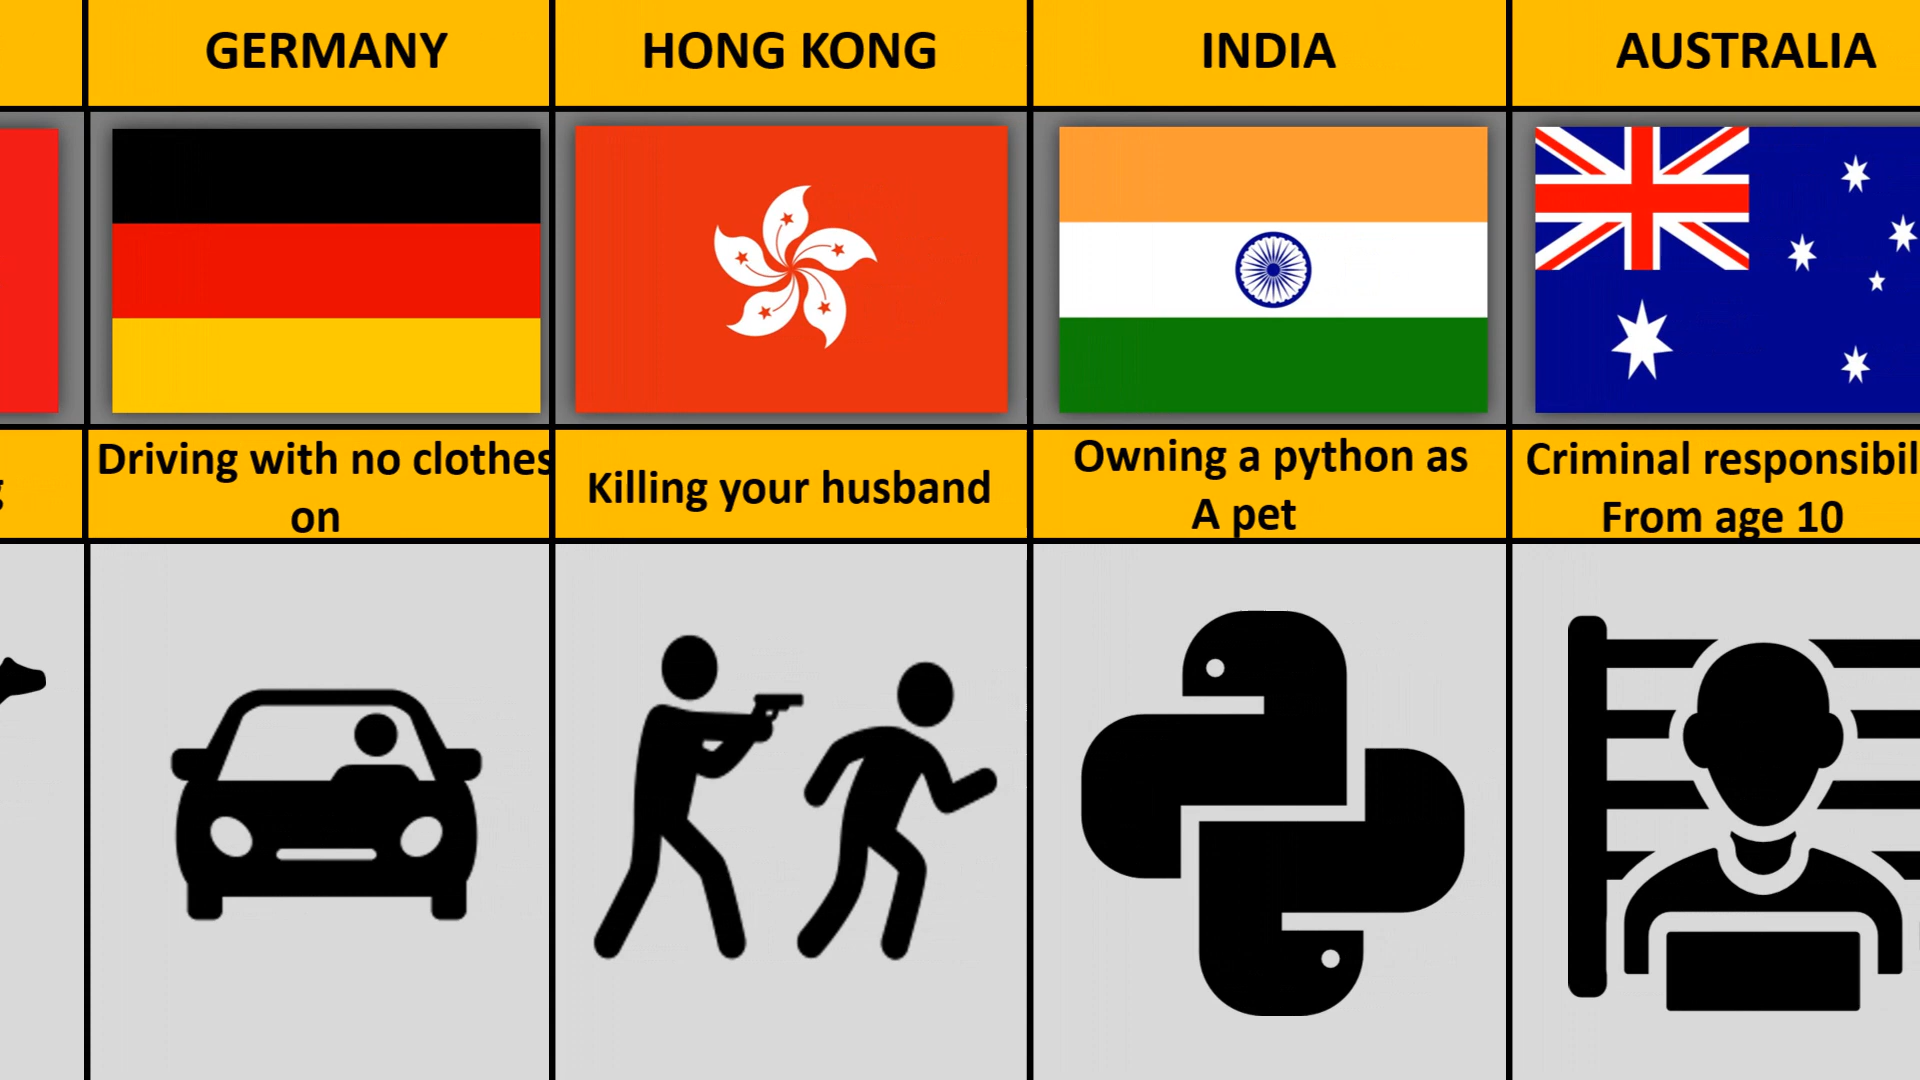 GERMANY
HONG KONG
INDIA
AUSTRALIA
Driving with no clothes
on
Killing your husband
Owning a python as
A pet
Criminal responsibil
From age 10